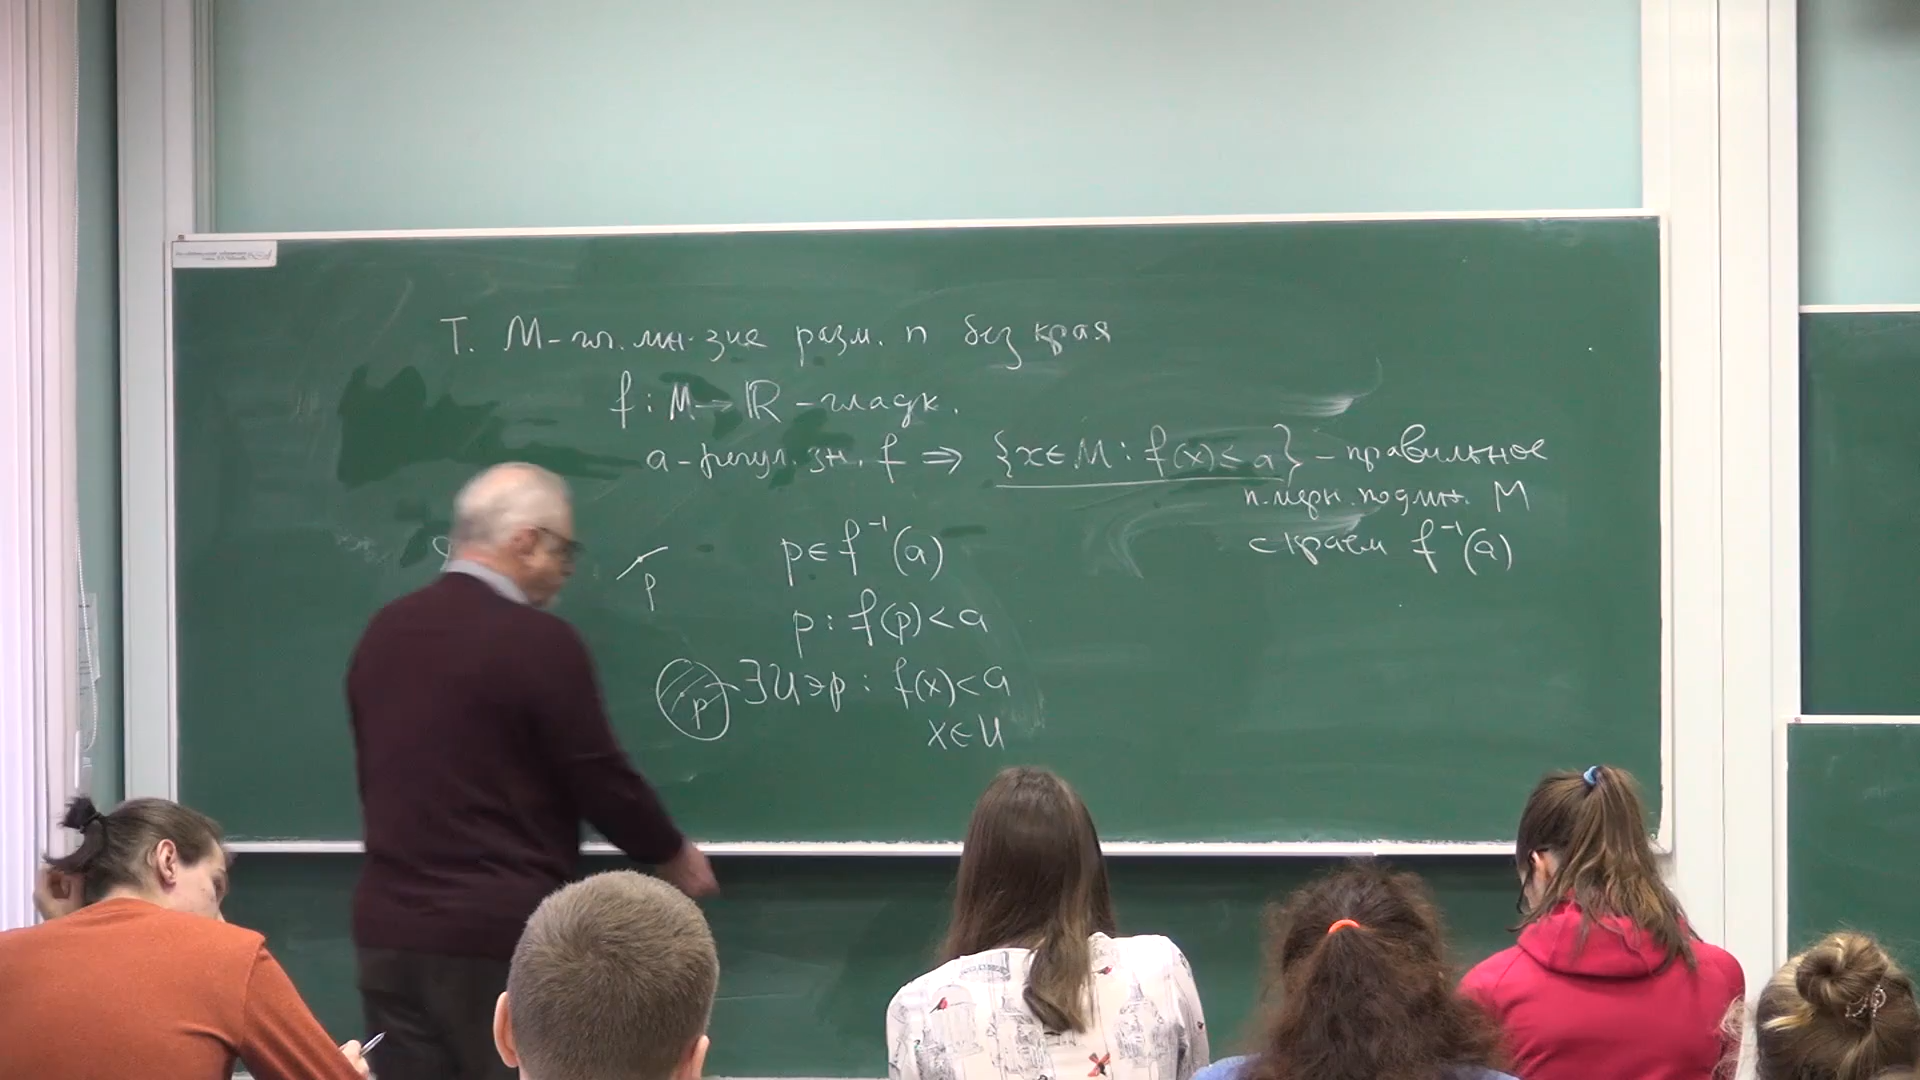 Т. М-гл. мн-зие разм. n без края
f : M → ℝ - гладк.
a - регул. зн. f ⇒ {x∈M : f(x) ≤ a} - правильное
n-мерн. подмн. M
с краем f⁻¹(a)
p∈f⁻¹(a)
p
p : f(p)<a
p ∃U∋p : f(x)<a
x∈U